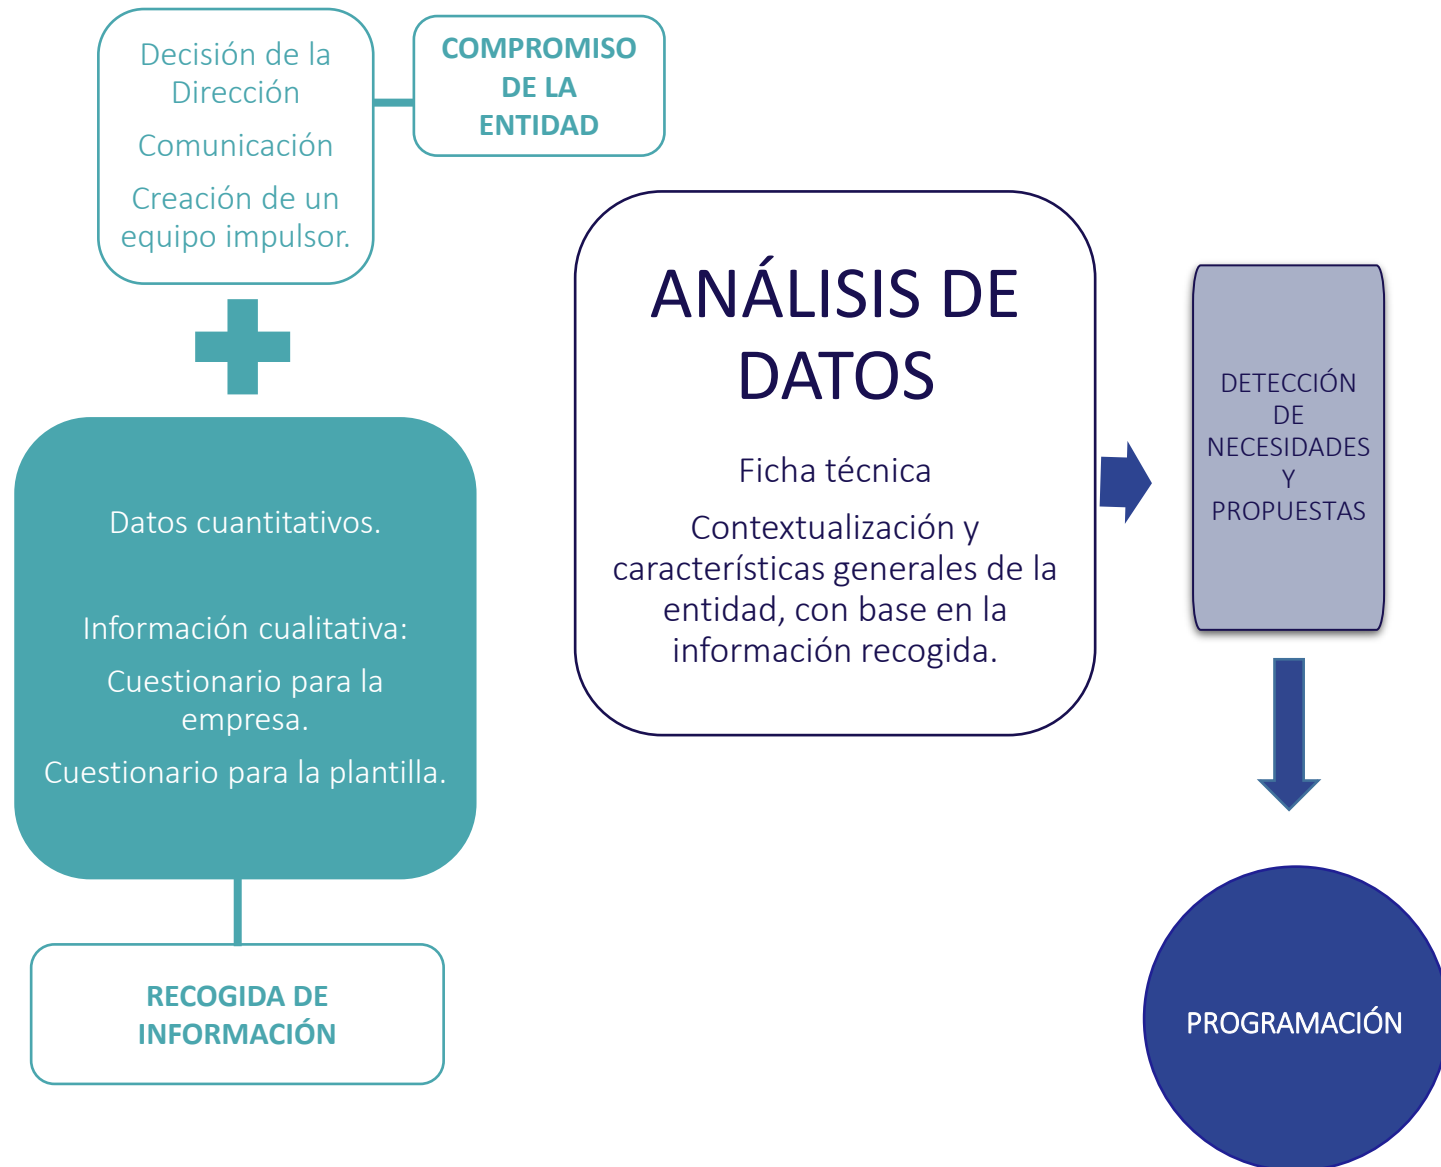 Decisión de la
Dirección
Comunicación
Creación de un
equipo impulsor.
COMPROMISO
DE LA
ENTIDAD
Datos cuantitativos.
Información cualitativa:
Cuestionario para la
empresa.
Cuestionario para la plantilla.
RECOGIDA DE
INFORMACIÓN
ANÁLISIS DE
DATOS
Ficha técnica
Contextualización y
características generales de la
entidad, con base en la
información recogida.
DETECCIÓN
DE
NECESIDADES
Y
PROPUESTAS
PROGRAMACIÓN